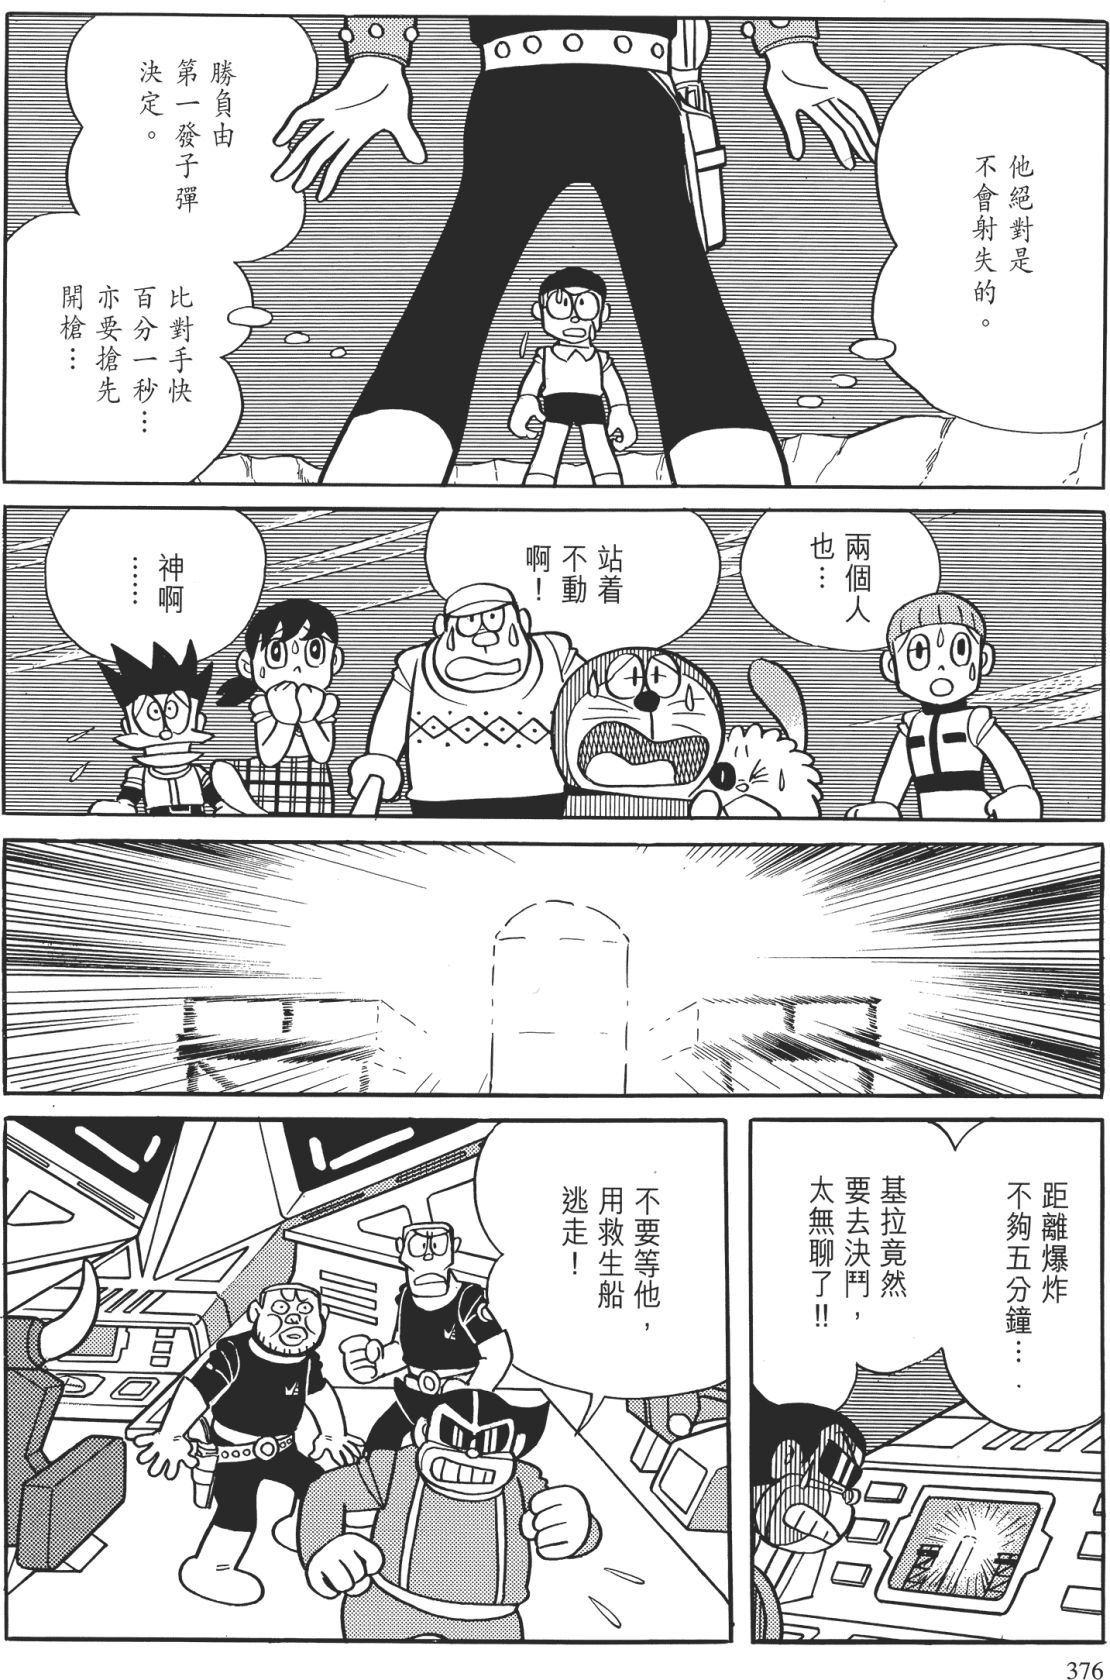 他絕對是
不會射失的。
勝負由
第一發子彈
決定。
比對手快
百分一秒…
亦要搶先
開槍…
兩個人
也…
站着
不動
啊！
神啊
……
距離爆炸
不夠五分鐘….
基拉竟然
要去決鬥，
太無聊了!!
不要等他，
用救生船
逃走！
376